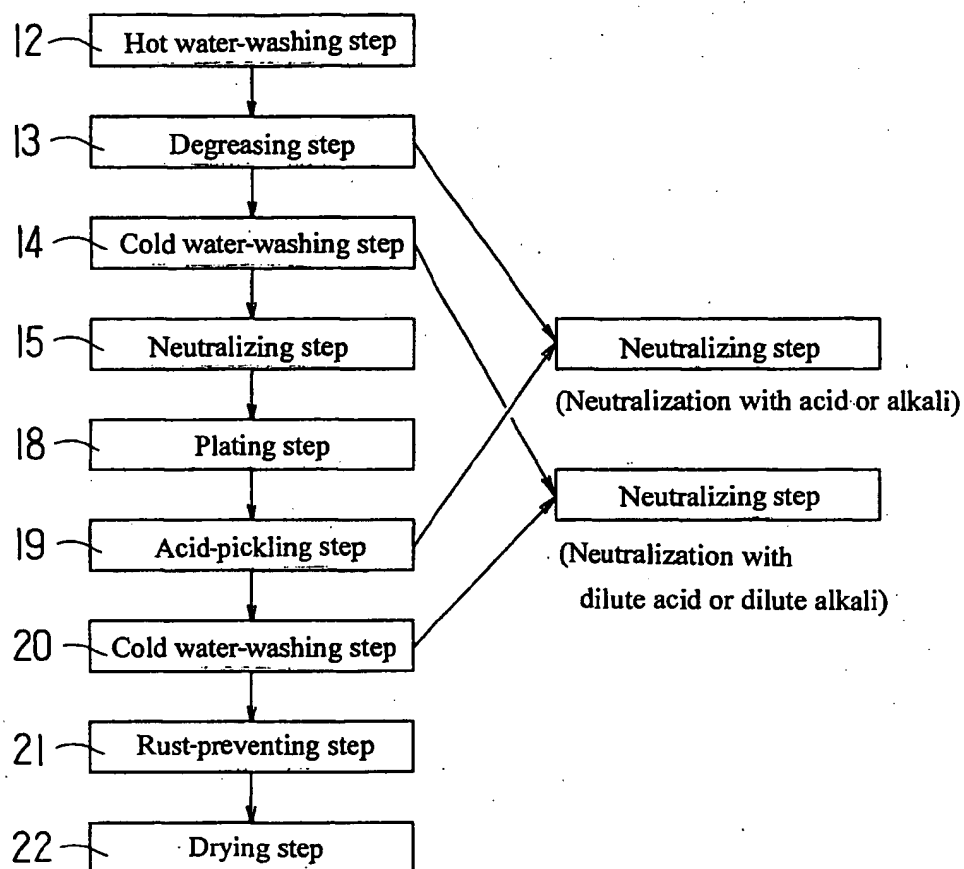 12 Hot water-washing step
13 Degreasing step
14 Cold water-washing step
15 Neutralizing step
18 Plating step
19 Acid-pickling step
20 Cold water-washing step
21 Rust-preventing step
22 Drying step
Neutralizing step
(Neutralization with acid or alkali)
Neutralizing step
(Neutralization with
dilute acid or dilute alkali)